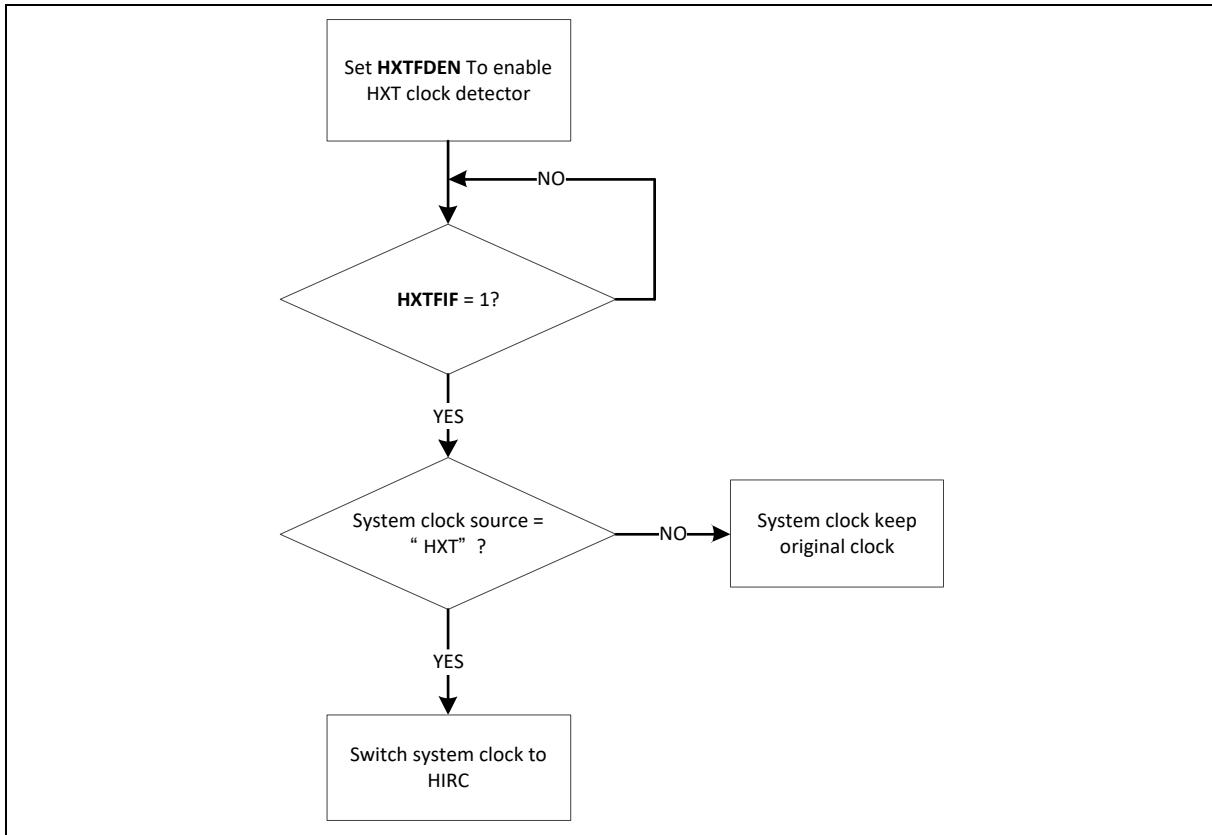 Set HXTFDEN To enable
HXT clock detector
NO
HXTFIF = 1?
YES
System clock source =
“ HXT” ?
NO
System clock keep
original clock
YES
Switch system clock to
HIRC